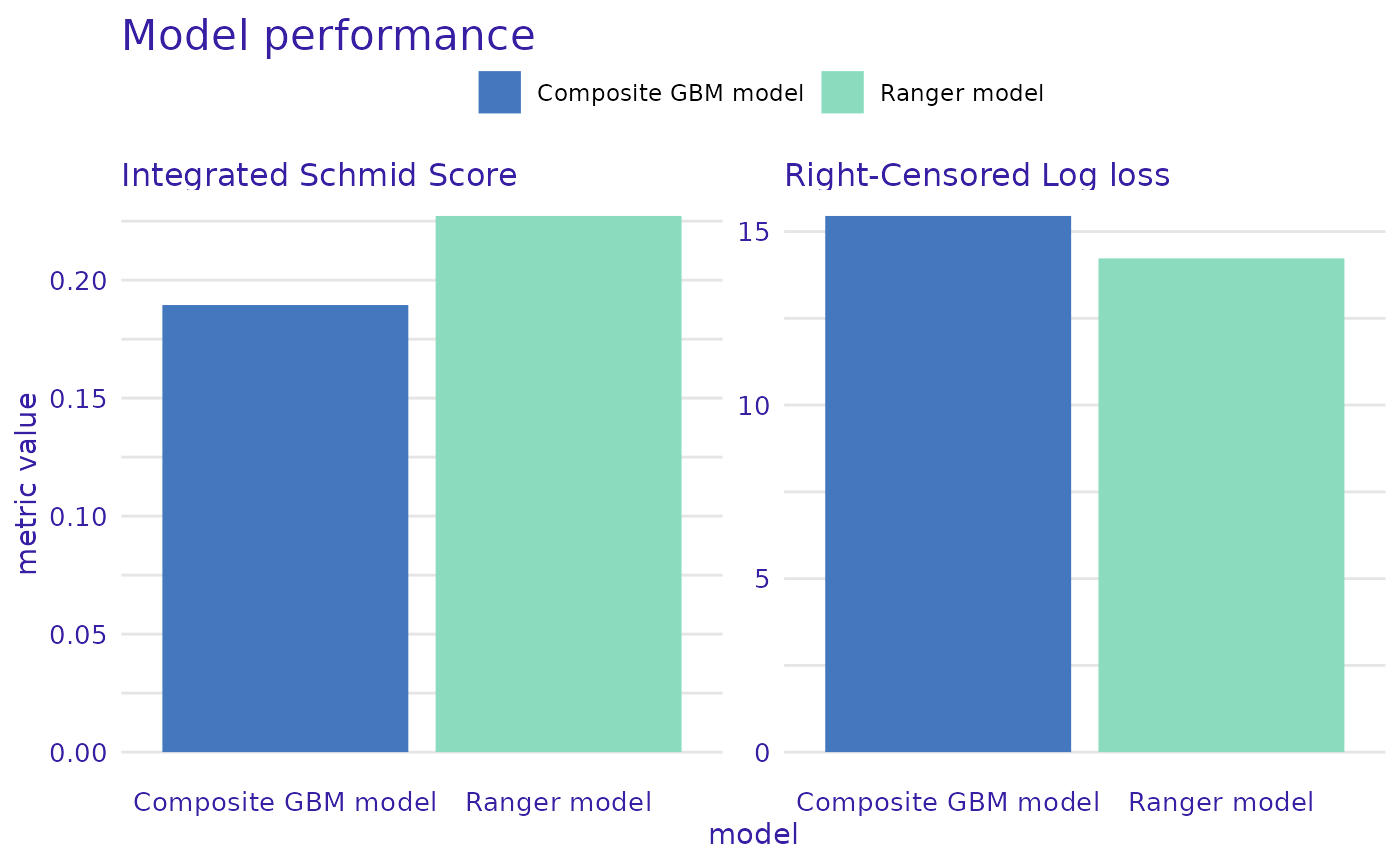 Model performance
Composite GBM model Ranger model
Integrated Schmid Score
0.20
0.15
0.10
0.05
0.00
metric value
Composite GBM model Ranger model
Right-Censored Log loss
15
10
5
0
Composite GBM model Ranger model
model